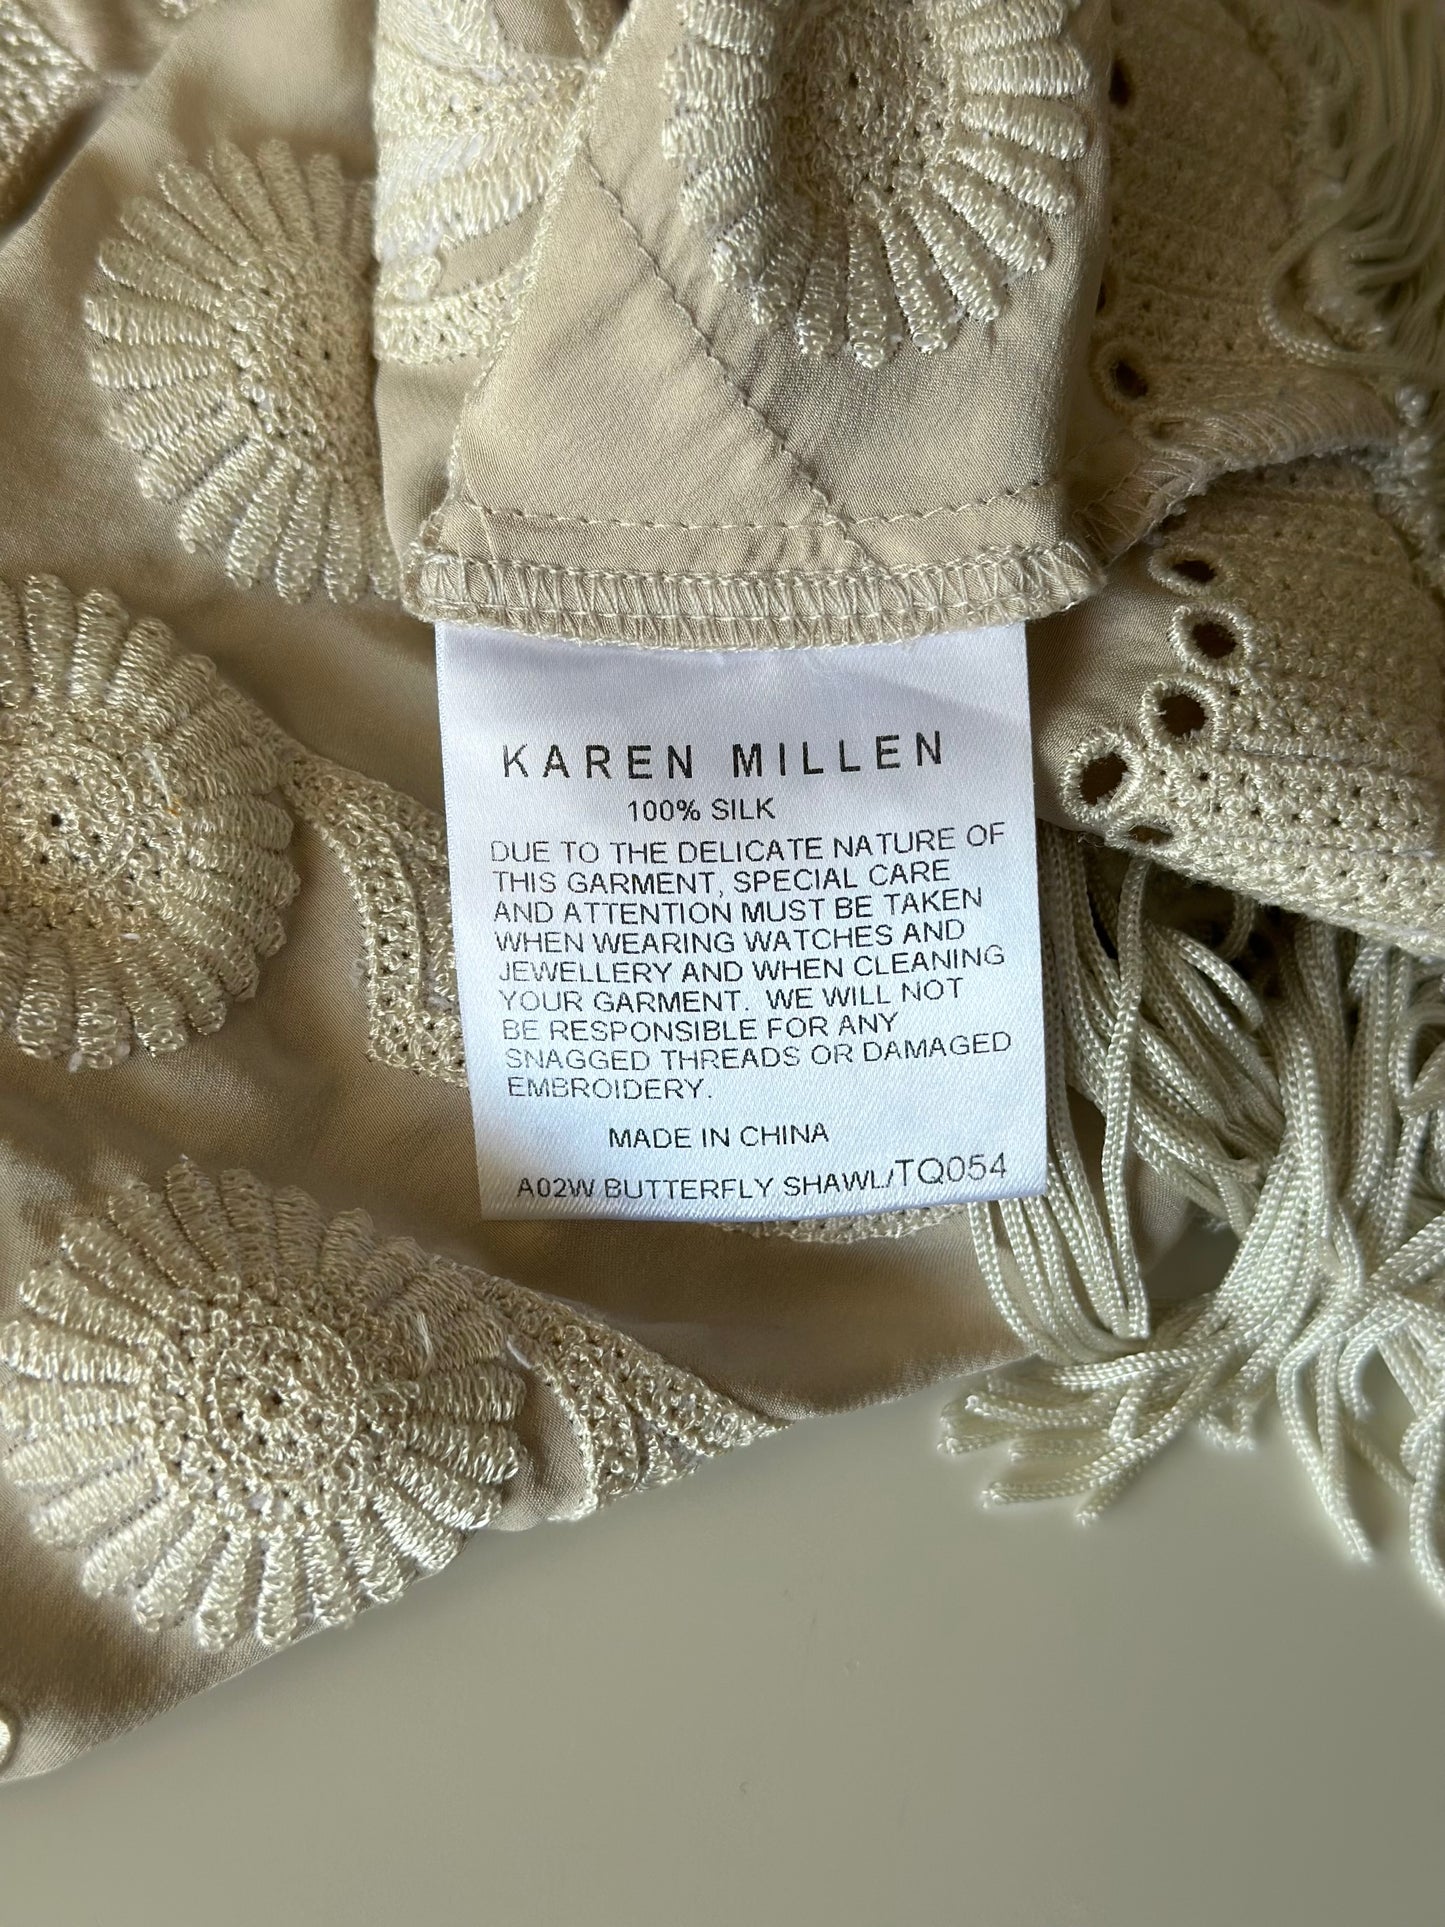 KAREN MILLEN
100% SILK
DUE TO THE DELICATE NATURE OF
THIS GARMENT, SPECIAL CARE
AND ATTENTION MUST BE TAKEN
WHEN WEARING WATCHES AND
JEWELLERY AND WHEN CLEANING
YOUR GARMENT. WE WILL NOT
BE RESPONSIBLE FOR ANY
SNAGGED THREADS OR DAMAGED
EMBROIDERY.
MADE IN CHINA
A02W BUTTERFLY SHAWL/TQ054